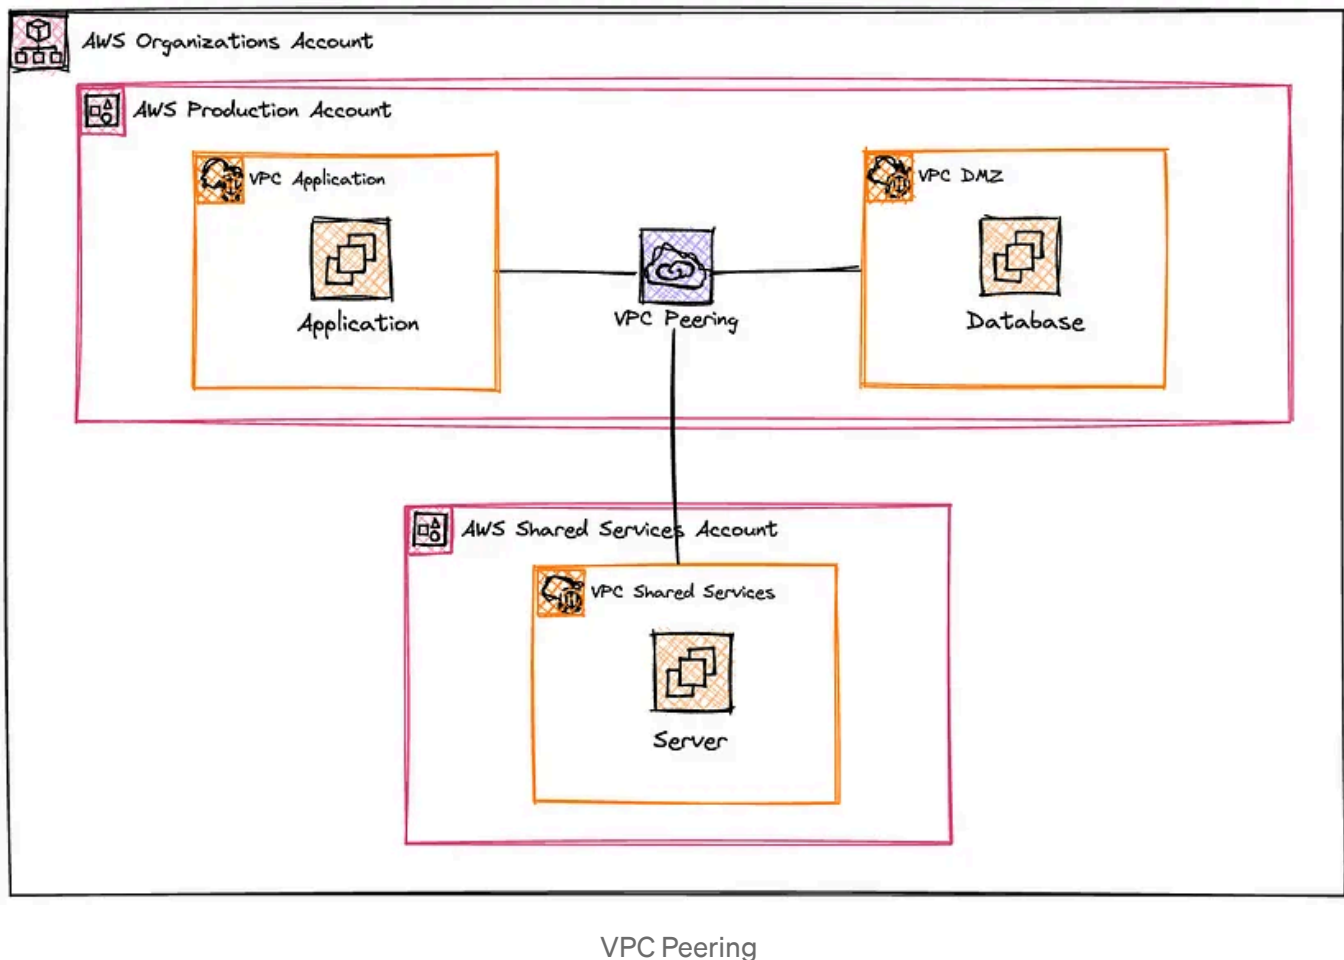 AWS Organizations Account
AWS Production Account
VPC Application
VPC DMZ
Application
VPC Peering
Database
AWS Shared Services Account
VPC Shared Services
Server
VPC Peering